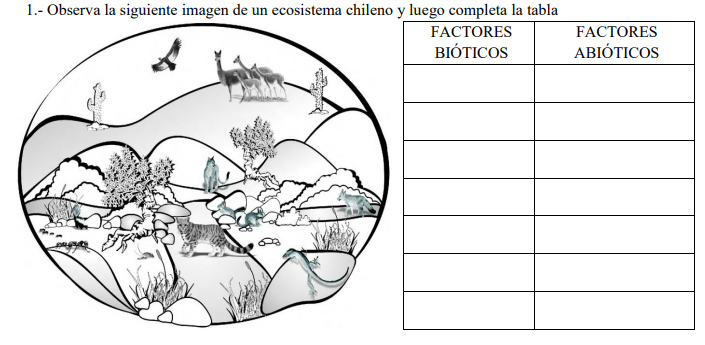 1.- Observa la siguiente imagen de un ecosistema chileno y luego completa la tabla
FACTORES
BIÓTICOS
FACTORES
ABIÓTICOS